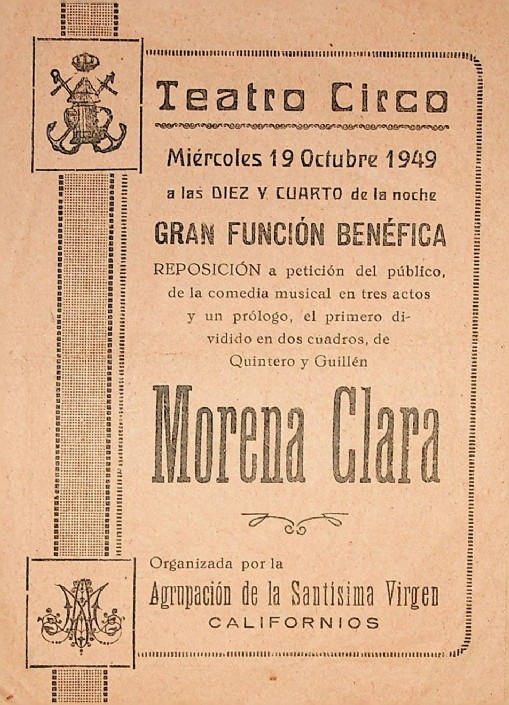 Teatro Circo
Miércoles 19 Octubre 1949
a las DIEZ Y CUARTO de la noche
GRAN FUNCIÓN BENÉFICA
REPOSICIÓN a petición del público,
de la comedia musical en tres actos
y un prólogo, el primero di-
vidido en dos cuadros, de
Quintero y Guillén
Morena Clara
Organizada por la
Agrupación de la Santísima Virgen
CALIFORNIOS